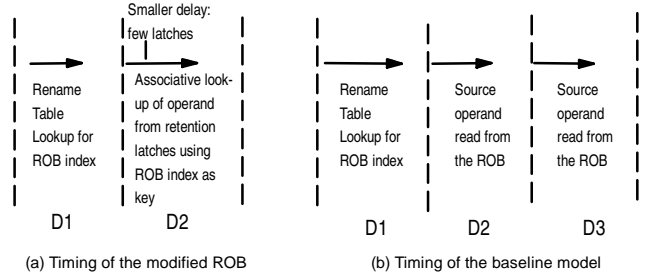 Smaller delay:
few latches
Rename
Table
Lookup for
ROB index
Associative look-
up of operand
from retention
latches using
ROB index as
key
D1
D2
(a) Timing of the modified ROB
Rename
Table
Lookup for
ROB index
Source
operand
read from
the ROB
Source
operand
read from
the ROB
D1
D2
D3
(b) Timing of the baseline model